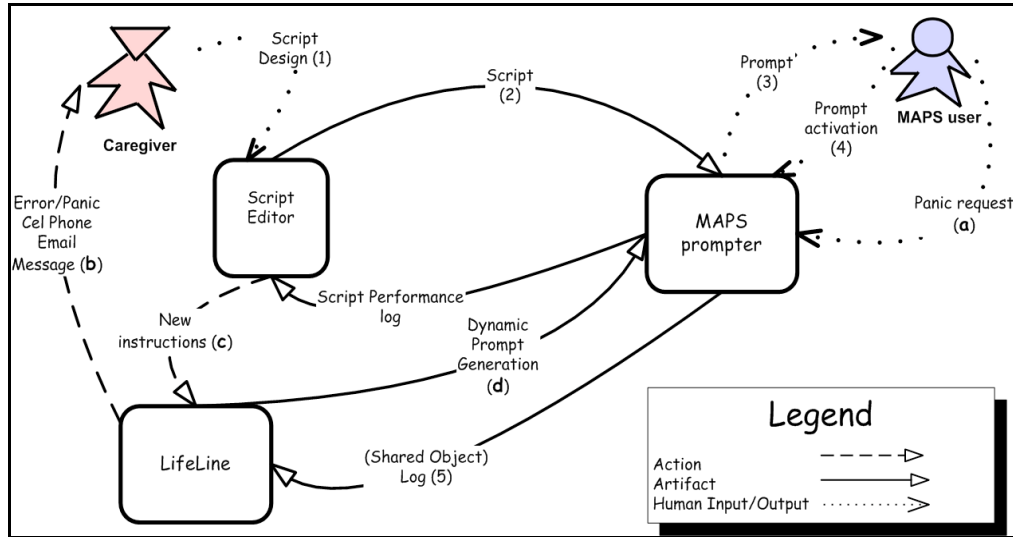 Script
Design (1)
Caregiver
Script
(2)
Prompt
(3)
Prompt
activation
(4)
MAPS user
Panic request
(a)
Script
Editor
MAPS
prompter
Error/Panic
Cel Phone
Email
Message (b)
Script Performance
log
New
instructions (c)
Dynamic
Prompt
Generation
(d)
LifeLine
(Shared Object)
Log (5)
Legend
Action
Artifact
Human Input/Output